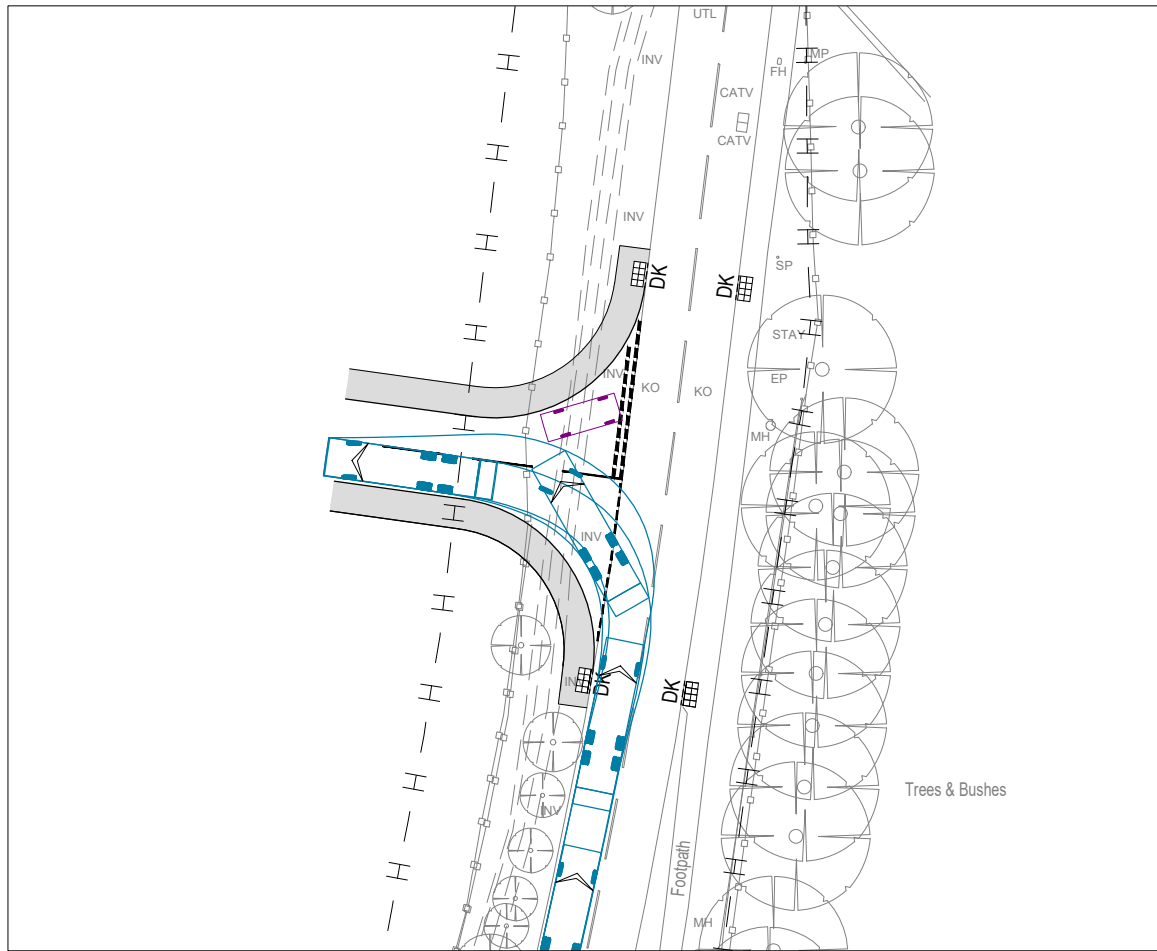 UTL
MP
INV
FH
CATV
CATV
INV
SP
DK
DK
STAY
INV
EP
KO
KO
MH
INV
INV
DK
DK
Trees & Bushes
INV
Footpath
MH